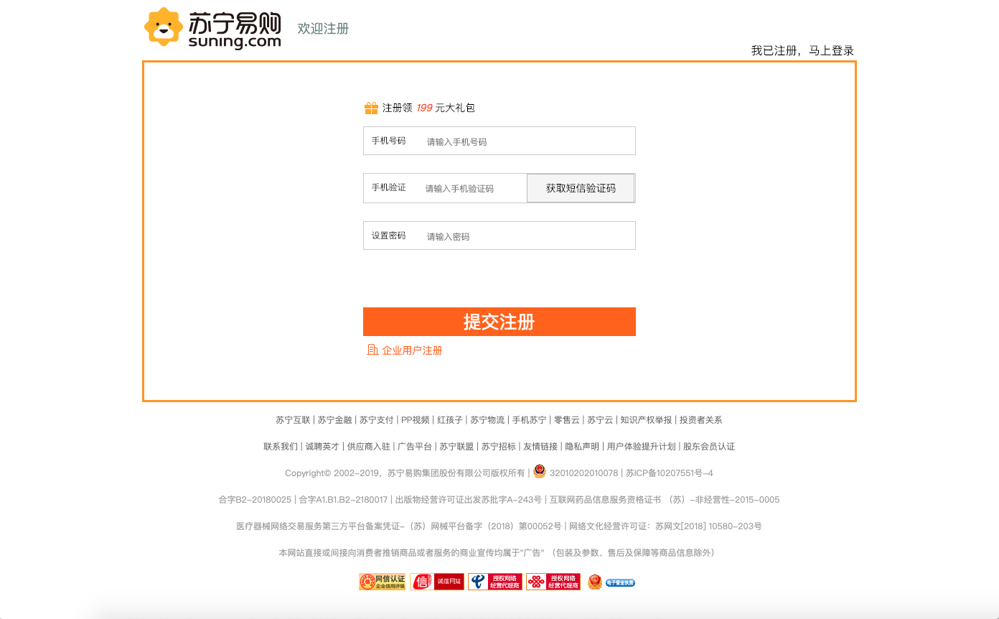 苏宁易购
suning.com
欢迎注册
我已注册，马上登录
注册领 199 元大礼包
手机号码 请输入手机号码
手机验证 请输入手机验证码 获取短信验证码
设置密码 请输入密码
提交注册
企业用户注册
苏宁互联 | 苏宁金融 | 苏宁支付 | PP视频 | 红孩子 | 苏宁物流 | 手机苏宁 | 零售云 | 苏宁云 | 知识产权举报 | 投资者关系
联系我们 | 诚聘英才 | 供应商入驻 | 广告平台 | 苏宁联盟 | 苏宁招标 | 友情链接 | 隐私声明 | 用户体验提升计划 | 股东会员认证
Copyright© 2002-2019，苏宁易购集团股份有限公司版权所有 | 32010202010078 | 苏ICP备10207551号-4
合字B2-20180025 | 合字A1.B1.B2-2180017 | 出版物经营许可证出发苏批字A-243号 | 互联网药品信息服务资格证书 （苏）-非经营性-2015-0005
医疗器械网络交易服务第三方平台备案凭证-（苏）网械平台备字（2018）第00052号 | 网络文化经营许可证：苏网文[2018] 10580-203号
本网站直接或间接向消费者推销商品或者服务的商业宣传均属于"广告" （包装及参数、售后及保障等商品信息除外）
网信认证
企业信用评级
信 诚信网站
授权网络
经营代理商
授权网络
经营代理商
电子营业执照